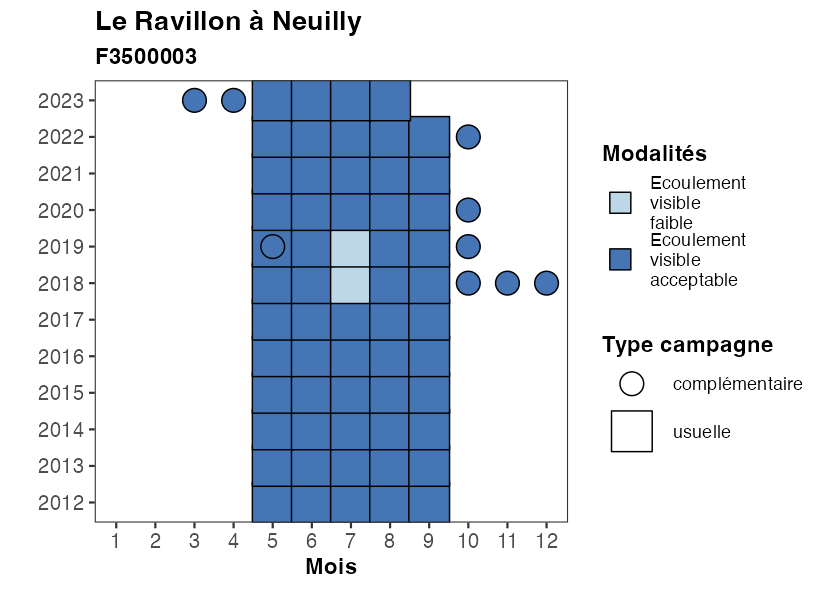 Le Ravillon à Neuilly
F3500003
2023
2022
2021
2020
2019
2018
2017
2016
2015
2014
2013
2012
1 2 3 4 5 6 7 8 9 10 11 12
Mois
Modalités
Ecoulement
visible
faible
Ecoulement
visible
acceptable
Type campagne
complémentaire
usuelle